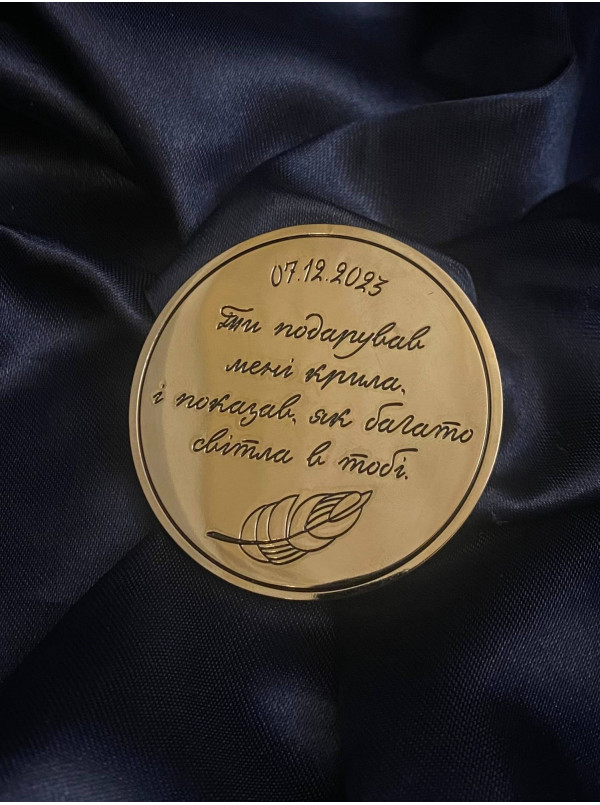 07.12.2023
Ти подарував
мені крила,
і показав, як багато
світла в тобі.